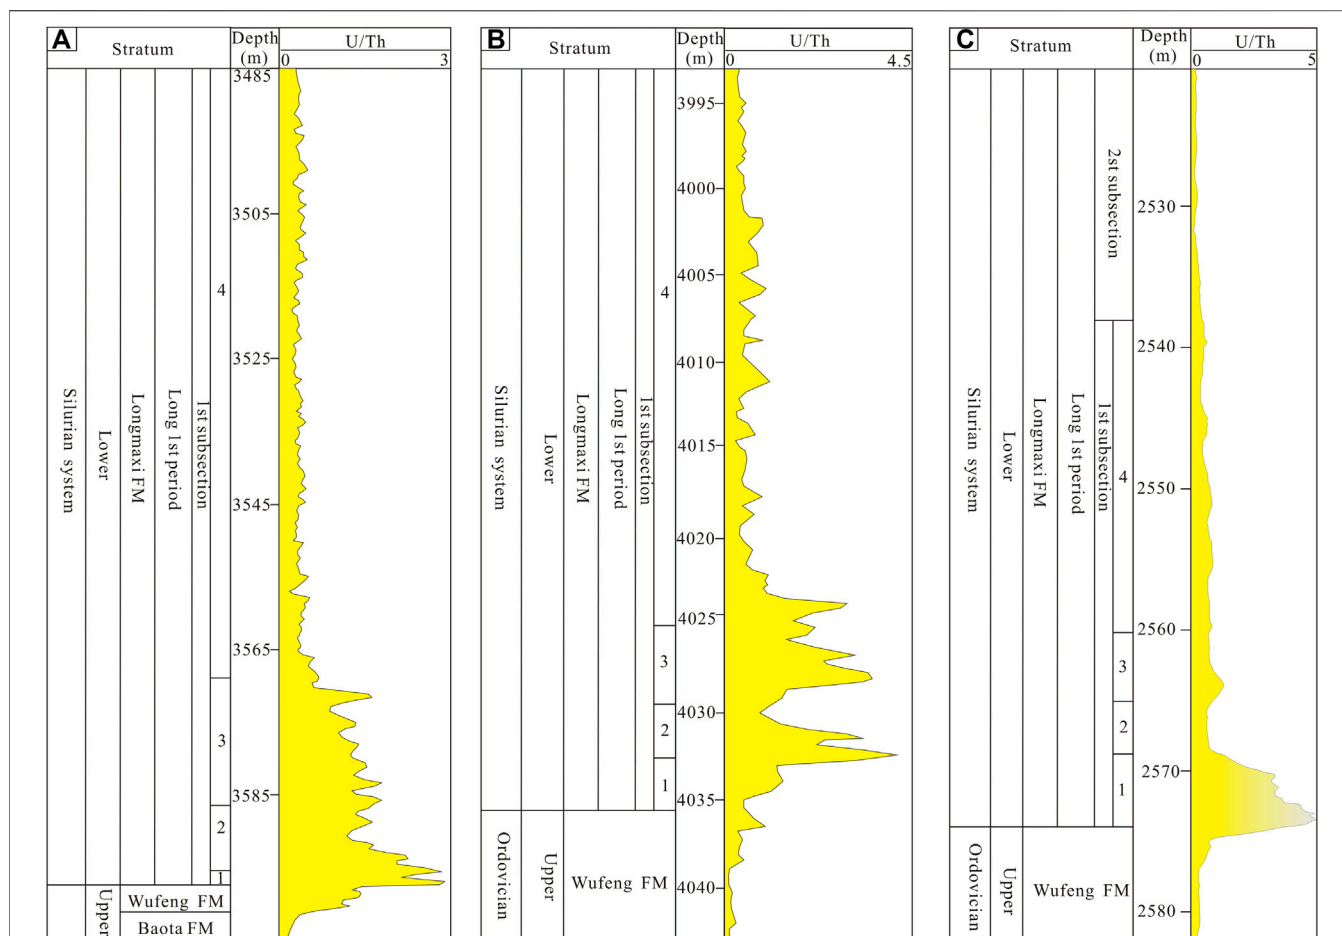 A
Stratum
Depth
(m)
U/Th
0 3
3485
3505
3525
3545
3565
3585
Silurian system
Lower
Longmaxi FM
Long 1st period
1st subsection
4
3
2
1
Upper
Wufeng FM
Baota FM
B
Stratum
Depth
(m)
U/Th
0 4.5
3995
4000
4005
4010
4015
4020
4025
4030
4035
4040
Silurian system
Lower
Longmaxi FM
Long 1st period
1st subsection
4
3
2
1
Ordovician
Upper
Wufeng FM
C
Stratum
Depth
(m)
U/Th
0 5
2530
2540
2550
2560
2570
2580
Silurian system
Lower
Longmaxi FM
Long 1st period
2st subsection
1st subsection
4
3
2
1
Ordovician
Upper
Wufeng FM